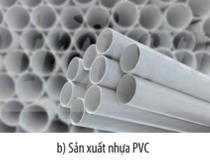 b) Sản xuất nhựa PVC